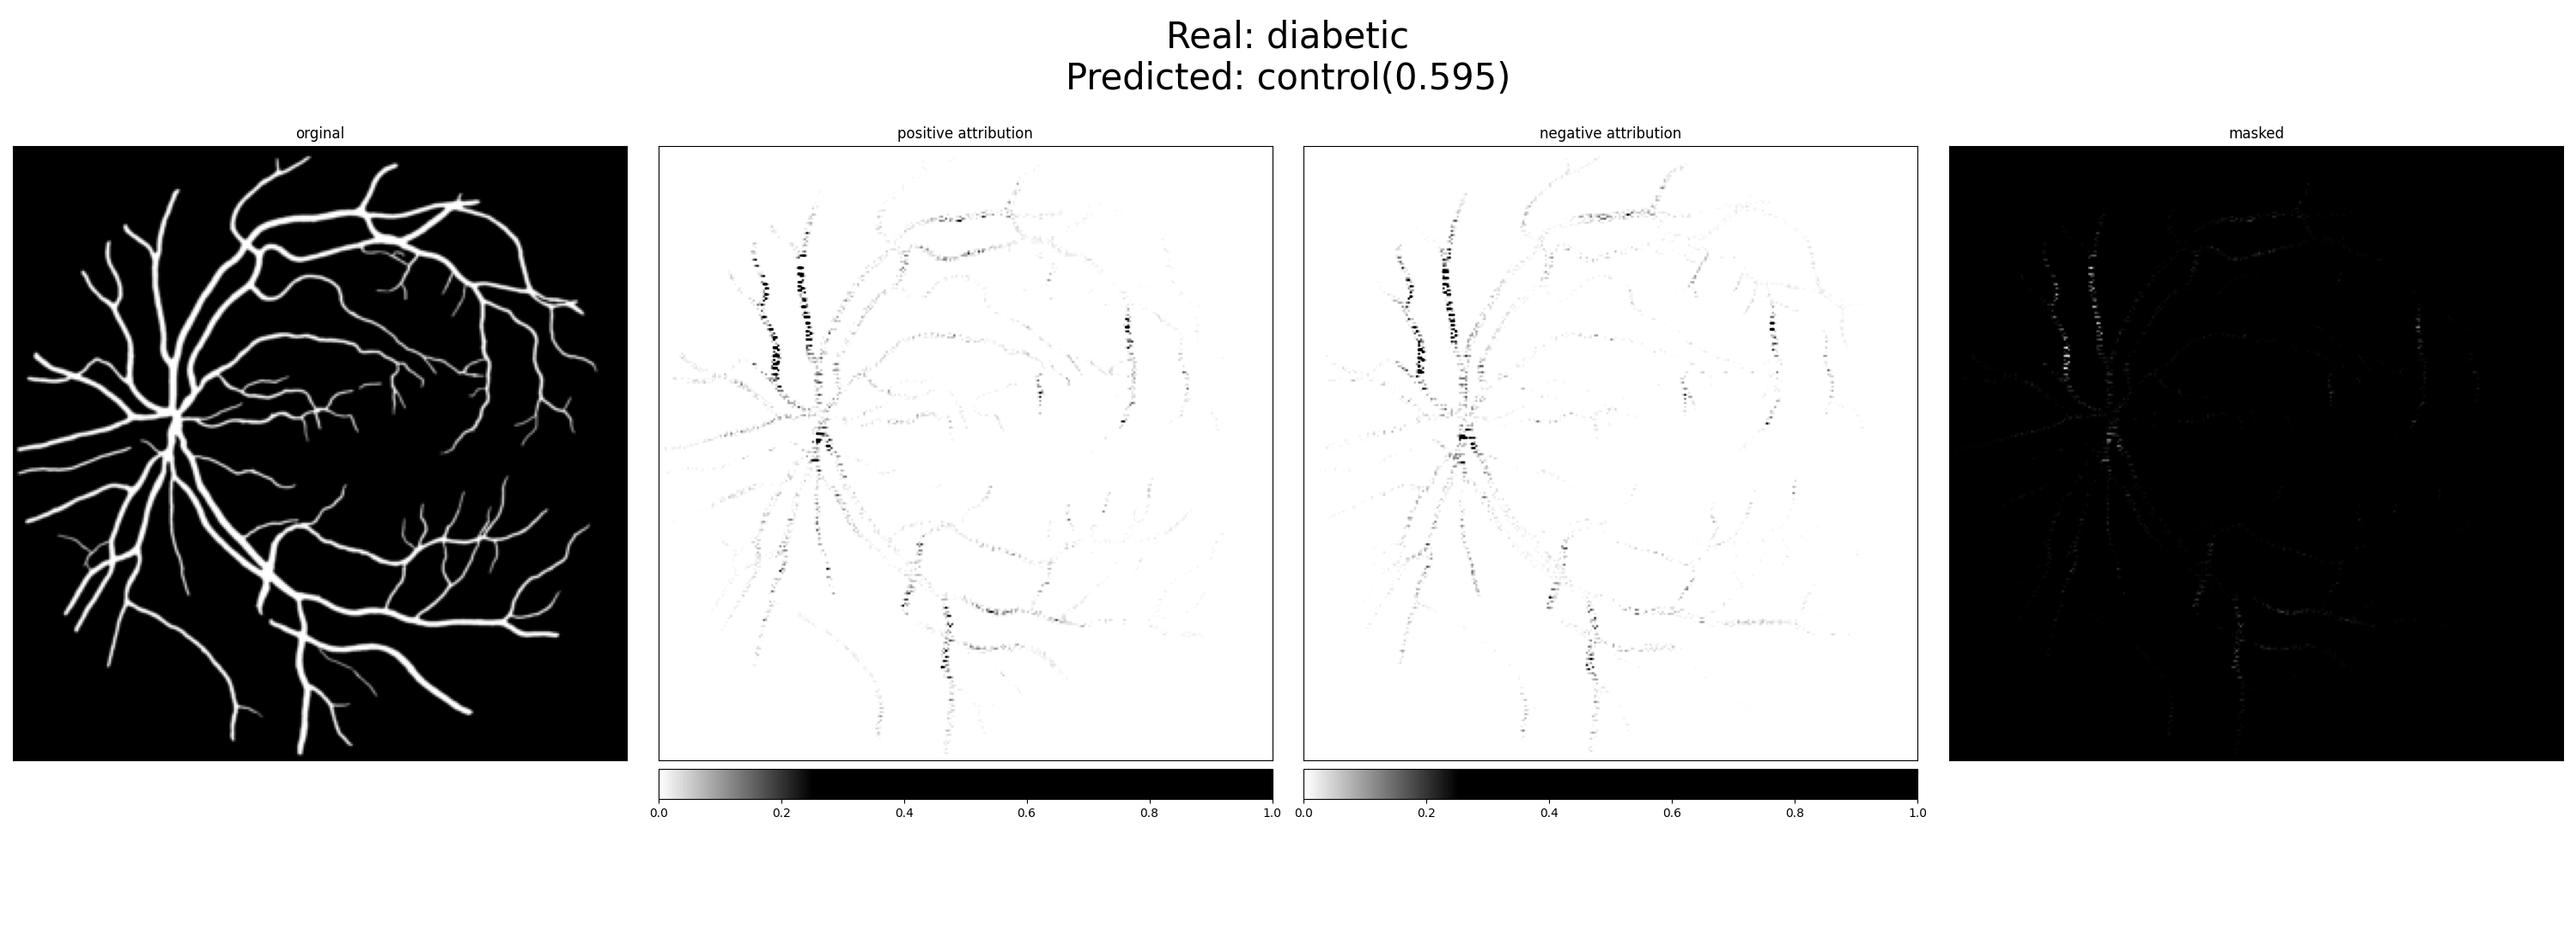 Real: diabetic
Predicted: control(0.595)
orginal
positive attribution
negative attribution
masked
0.0 0.2 0.4 0.6 0.8 1.0
0.0 0.2 0.4 0.6 0.8 1.0